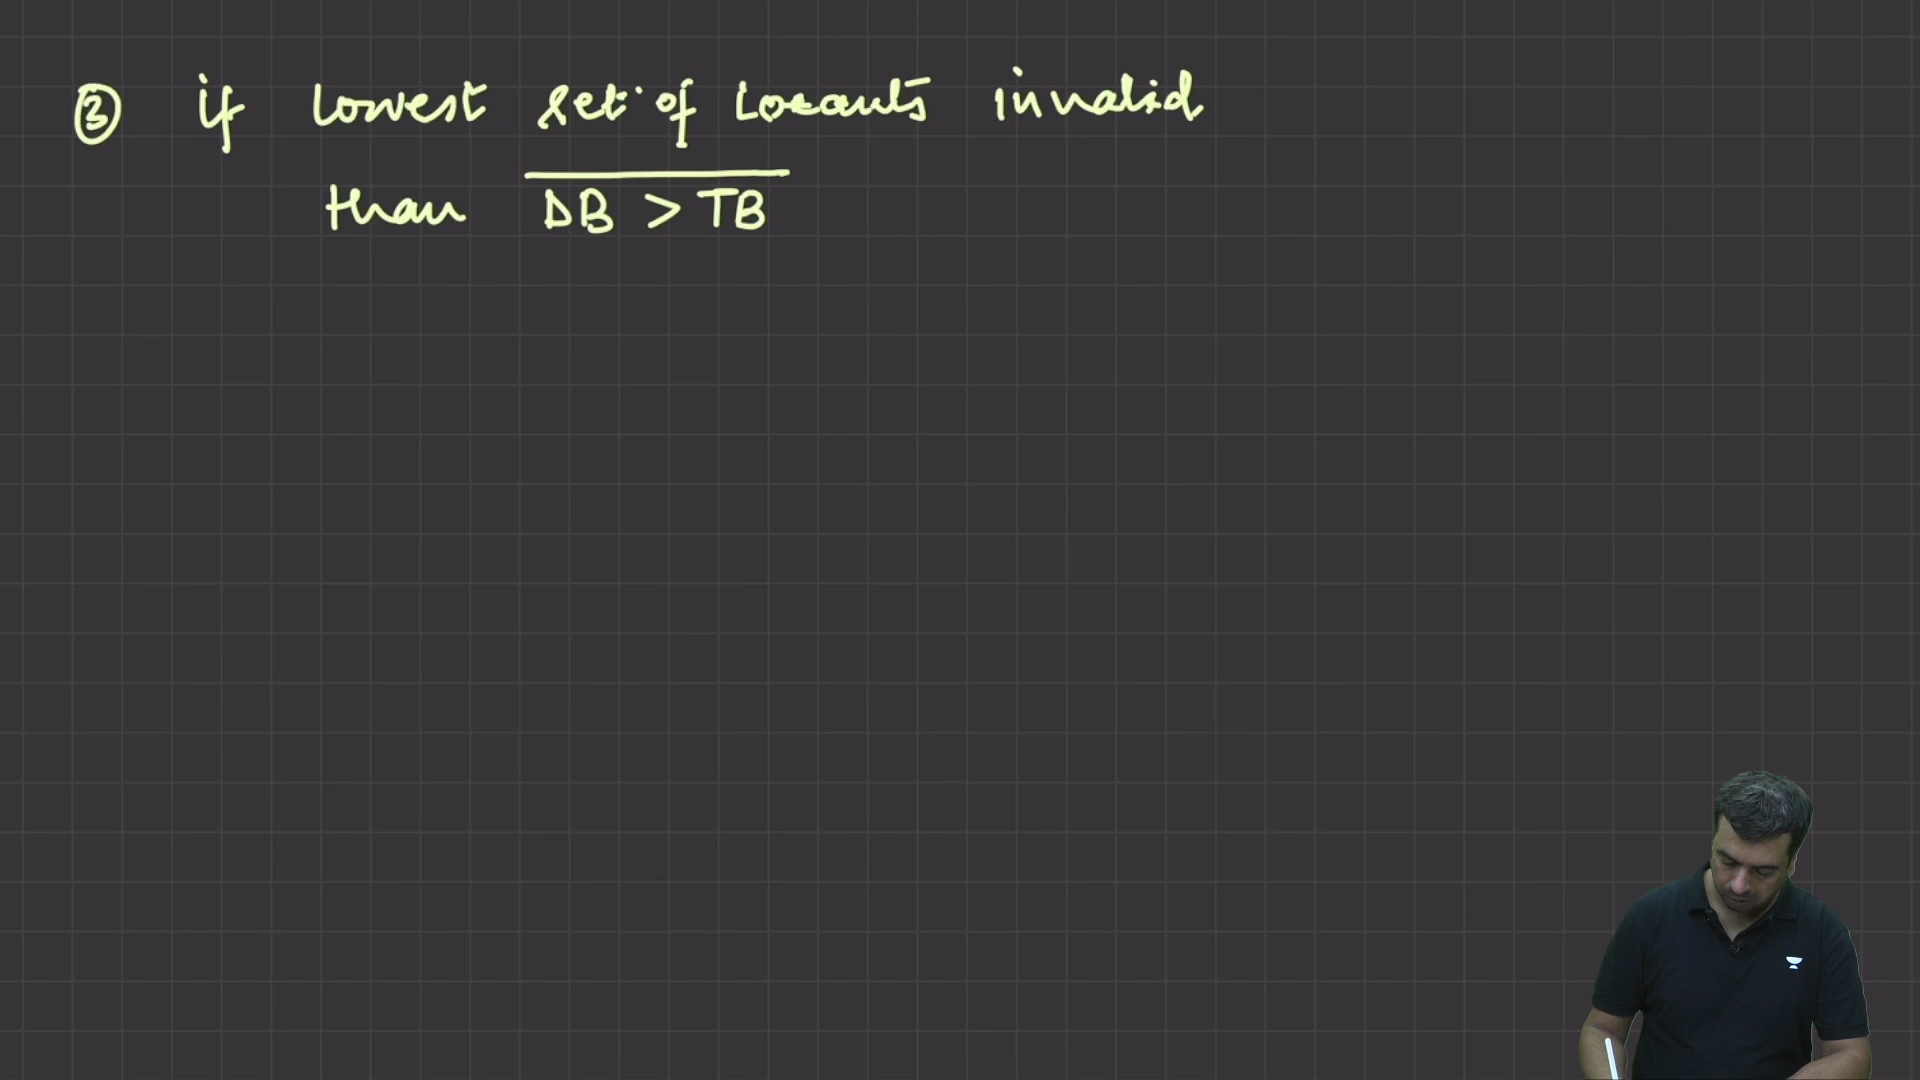 ③ if lowest set of Locants invalid
than DB > TB